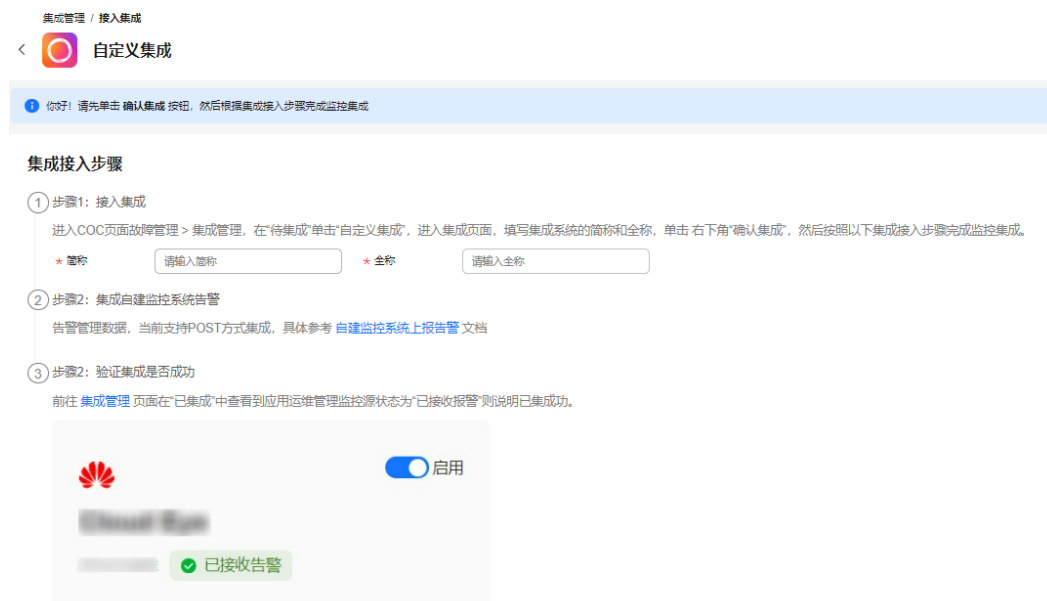 集成管理 / 接入集成
自定义集成
你好！请先单击 确认集成 按钮，然后根据集成接入步骤完成监控集成
集成接入步骤
1 步骤1：接入集成
进入COC页面故障管理 > 集成管理，在“待集成”单击“自定义集成”，进入集成页面，填写集成系统的简称和全称，单击 右下角“确认集成”，然后按照以下集成接入步骤完成监控集成。
* 简称 请输入简称 * 全称 请输入全称
2 步骤2：集成自建监控系统告警
告警管理数据，当前支持POST方式集成，具体参考 自建监控系统上报告警 文档
3 步骤2：验证集成是否成功
前往 集成管理 页面在“已集成”中查看到应用运维管理监控源状态为“已接收报警”则说明已集成功。
启用
Cloud Eye
已接收告警